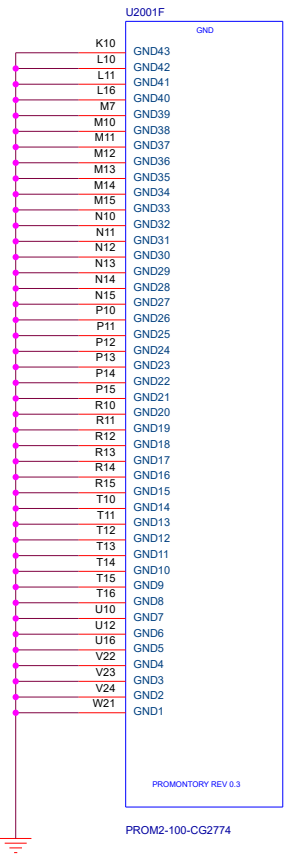 U2001F
GND
K10 GND43
L10 GND42
L11 GND41
L16 GND40
M7 GND39
M10 GND38
M11 GND37
M12 GND36
M13 GND35
M14 GND34
M15 GND33
N10 GND32
N11 GND31
N12 GND30
N13 GND29
N14 GND28
N15 GND27
P10 GND26
P11 GND25
P12 GND24
P13 GND23
P14 GND22
P15 GND21
R10 GND20
R11 GND19
R12 GND18
R13 GND17
R14 GND16
R15 GND15
T10 GND14
T11 GND13
T12 GND12
T13 GND11
T14 GND10
T15 GND9
T16 GND8
U10 GND7
U12 GND6
U16 GND5
V22 GND4
V23 GND3
V24 GND2
W21 GND1
PROMONTORY REV 0.3
PROM2-100-CG2774